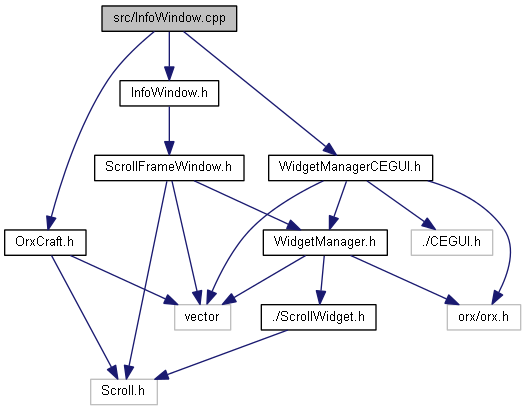 src/InfoWindow.cpp
InfoWindow.h
ScrollFrameWindow.h
WidgetManagerCEGUI.h
OrxCraft.h
WidgetManager.h
./CEGUI.h
vector
./ScrollWidget.h
orx/orx.h
Scroll.h